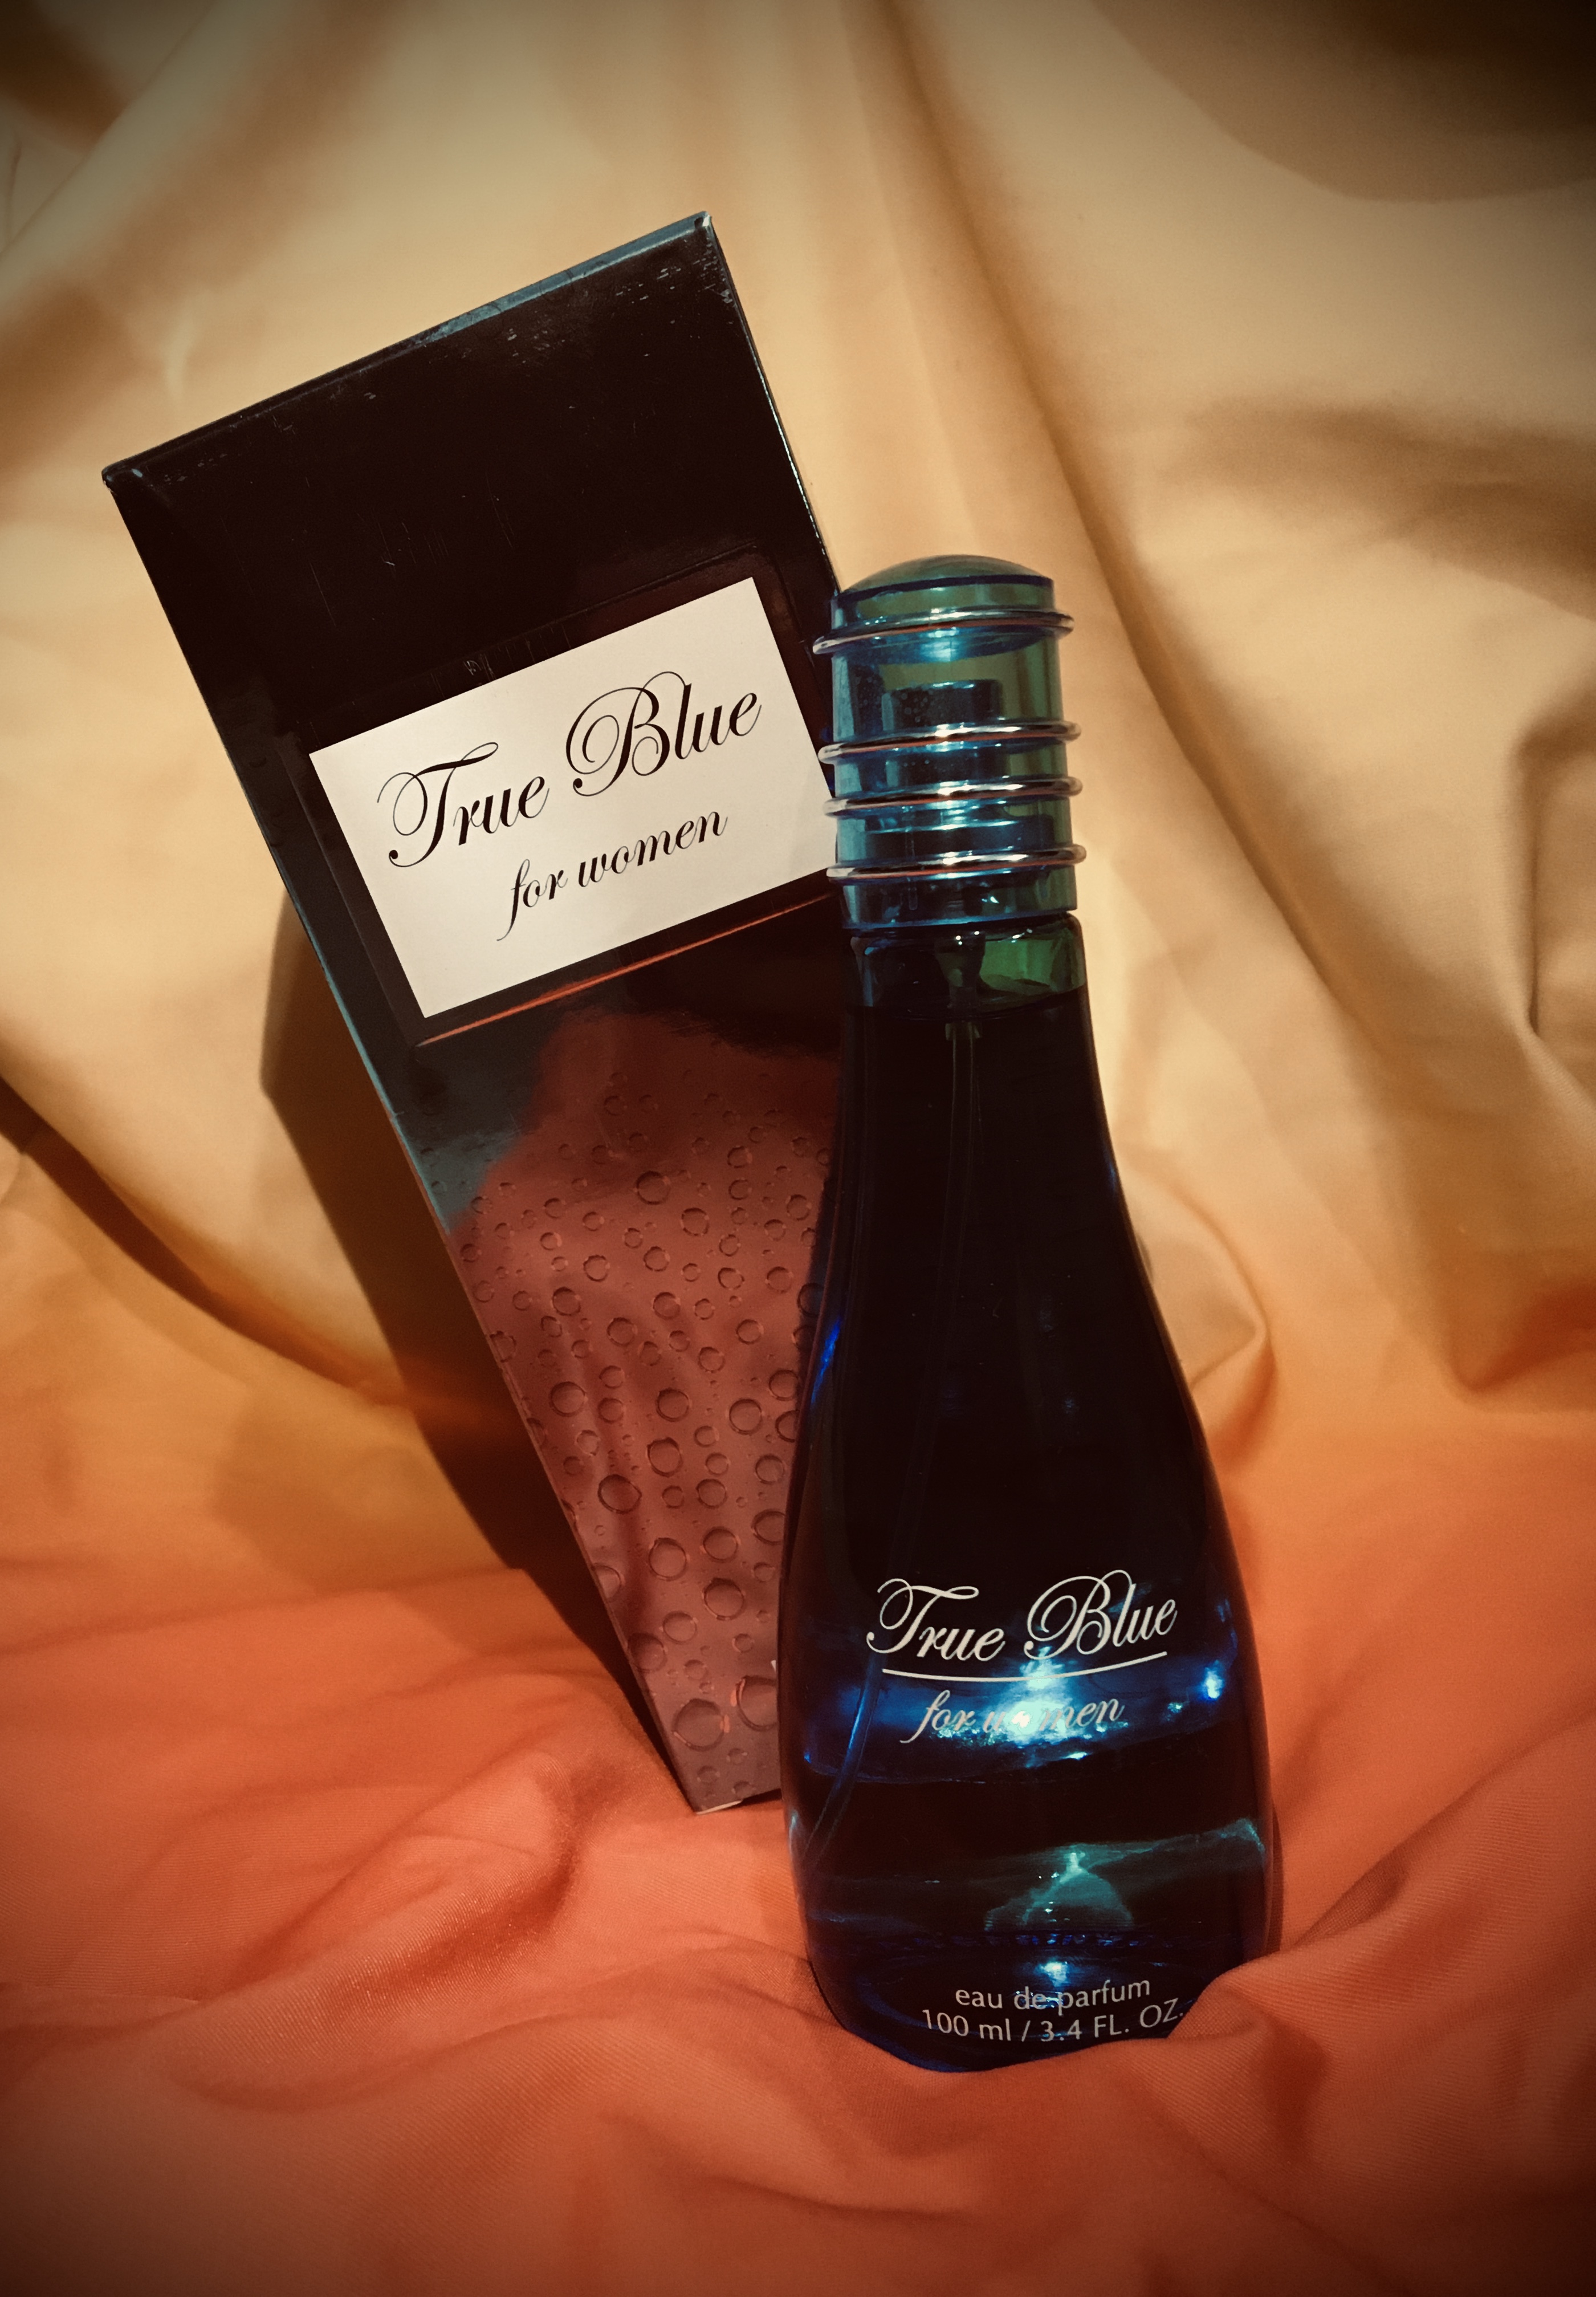 True Blue
for women
True Blue
for women
eau de parfum
100 ml / 3.4 FL. OZ.